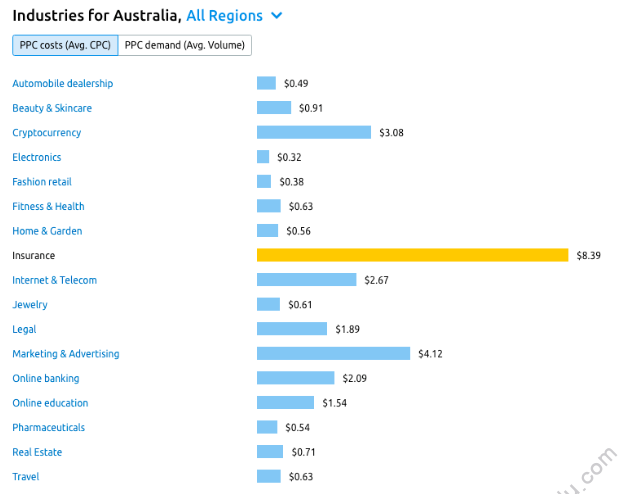 Industries for Australia, All Regions
PPC costs (Avg. CPC) PPC demand (Avg. Volume)
Automobile dealership $0.49
Beauty & Skincare $0.91
Cryptocurrency $3.08
Electronics $0.32
Fashion retail $0.38
Fitness & Health $0.63
Home & Garden $0.56
Insurance $8.39
Internet & Telecom $2.67
Jewelry $0.61
Legal $1.89
Marketing & Advertising $4.12
Online banking $2.09
Online education $1.54
Pharmaceuticals $0.54
Real Estate $0.71
Travel $0.63